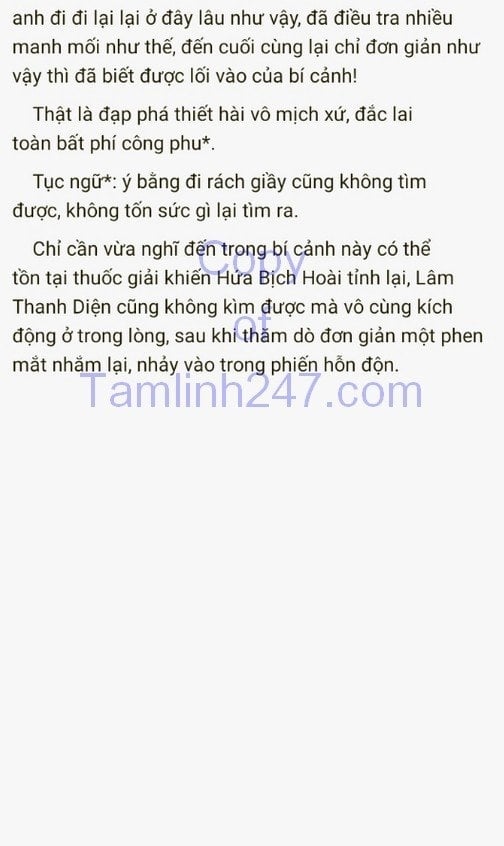 anh đi đi lại lại ở đây lâu như vậy, đã điều tra nhiều
manh mối như thế, đến cuối cùng lại chỉ đơn giản như
vậy thì đã biết được lối vào của bí cảnh!
Thật là đạp phá thiết hài vô mịch xứ, đắc lai
toàn bất phí công phu*.
Tục ngữ*: ý bằng đi rách giầy cũng không tìm
được, không tốn sức gì lại tìm ra.
Chỉ cần vừa nghĩ đến trong bí cảnh này có thể
tồn tại thuốc giải khiến Hứa Bịch Hoài tỉnh lại, Lâm
Thanh Diện cũng không kìm được mà vô cùng kích
động ở trong lòng, sau khi thăm dò đơn giản một phen
mắt nhắm lại, nhảy vào trong phiến hỗn độn.
Copy
of
Tamlinh247.com